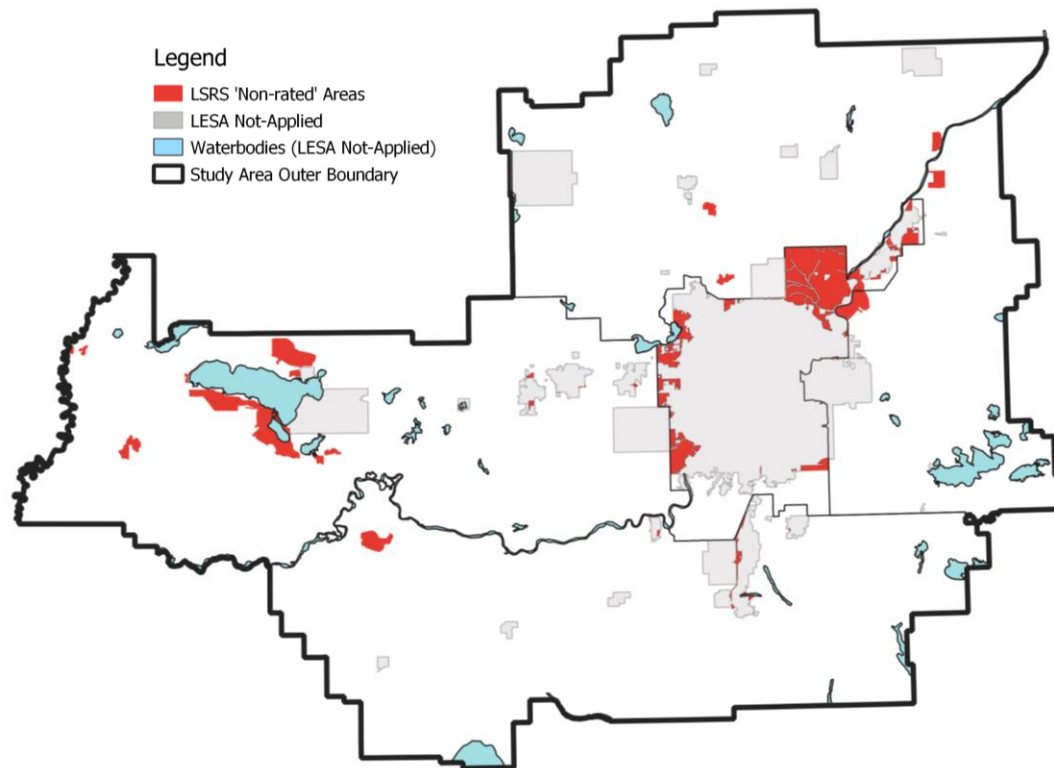 Legend
LSRS 'Non-rated' Areas
LESA Not-Applied
Waterbodies (LESA Not-Applied)
Study Area Outer Boundary